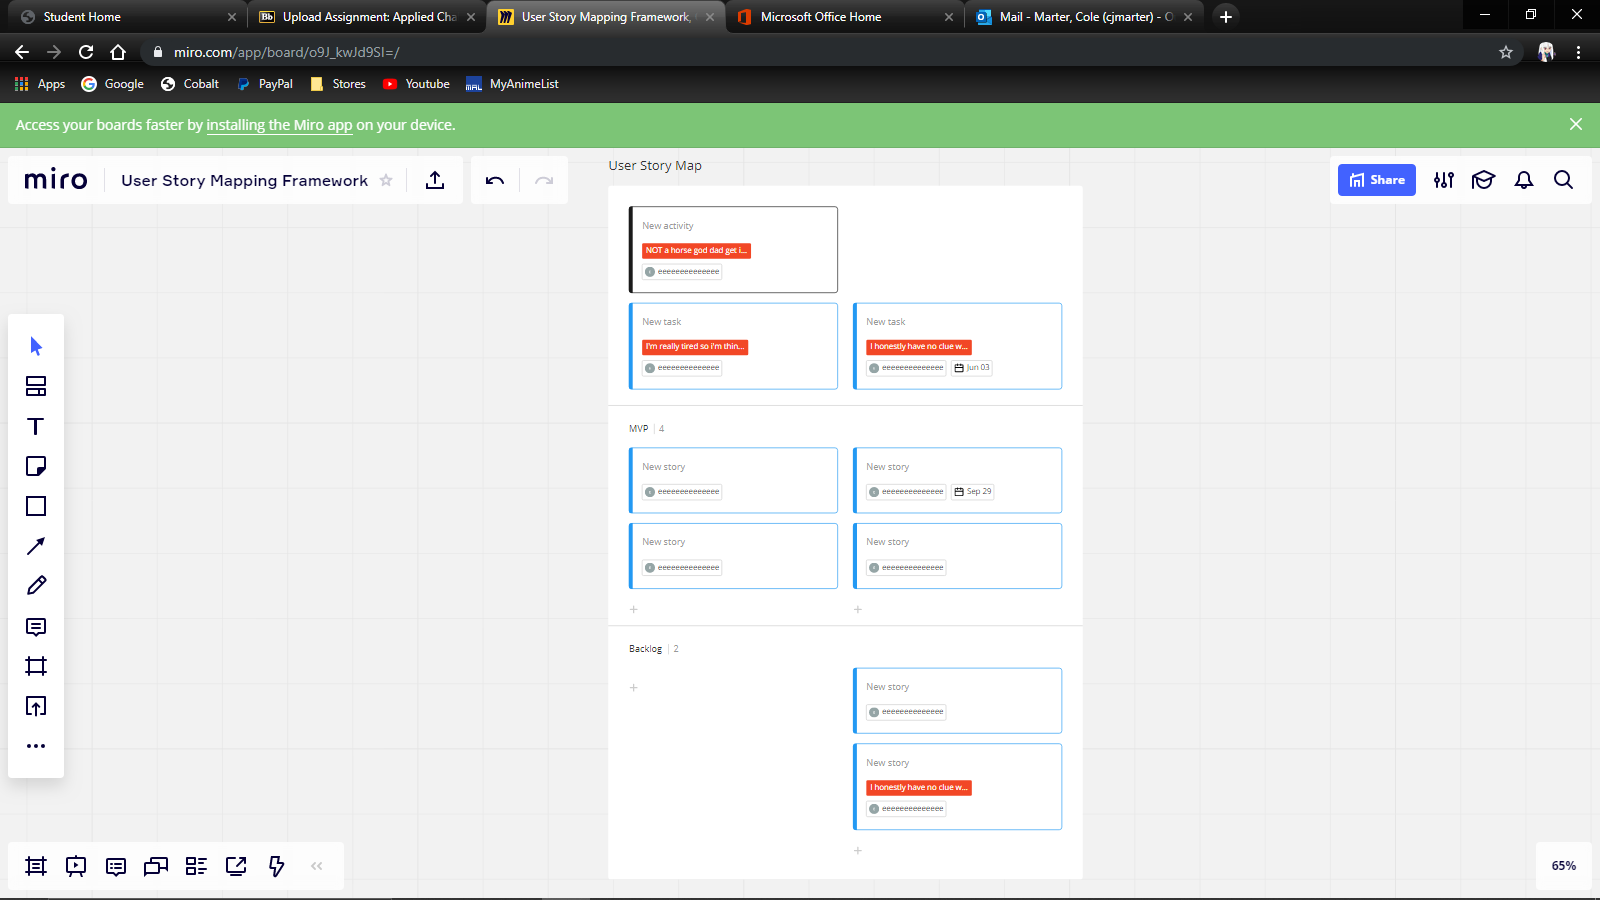 Student Home
Upload Assignment: Applied Cha
User Story Mapping Framework,
Microsoft Office Home
Mail - Marter, Cole (cjmarter) - O
miro.com/app/board/o9J_kwJd9SI=/
Apps
Google
Cobalt
PayPal
Stores
Youtube
MyAnimeList
Access your boards faster by installing the Miro app on your device.
miro
User Story Mapping Framework
Share
User Story Map
New activity
NOT a horse god dad get i...
eeeeeeeeeeeeee
New task
I'm really tired so i'm thin...
eeeeeeeeeeeeee
New task
I honestly have no clue w...
eeeeeeeeeeeeee
Jun 03
MVP | 4
New story
eeeeeeeeeeeeee
New story
eeeeeeeeeeeeee
Sep 29
New story
eeeeeeeeeeeeee
New story
eeeeeeeeeeeeee
Backlog | 2
New story
eeeeeeeeeeeeee
New story
I honestly have no clue w...
eeeeeeeeeeeeee
65%